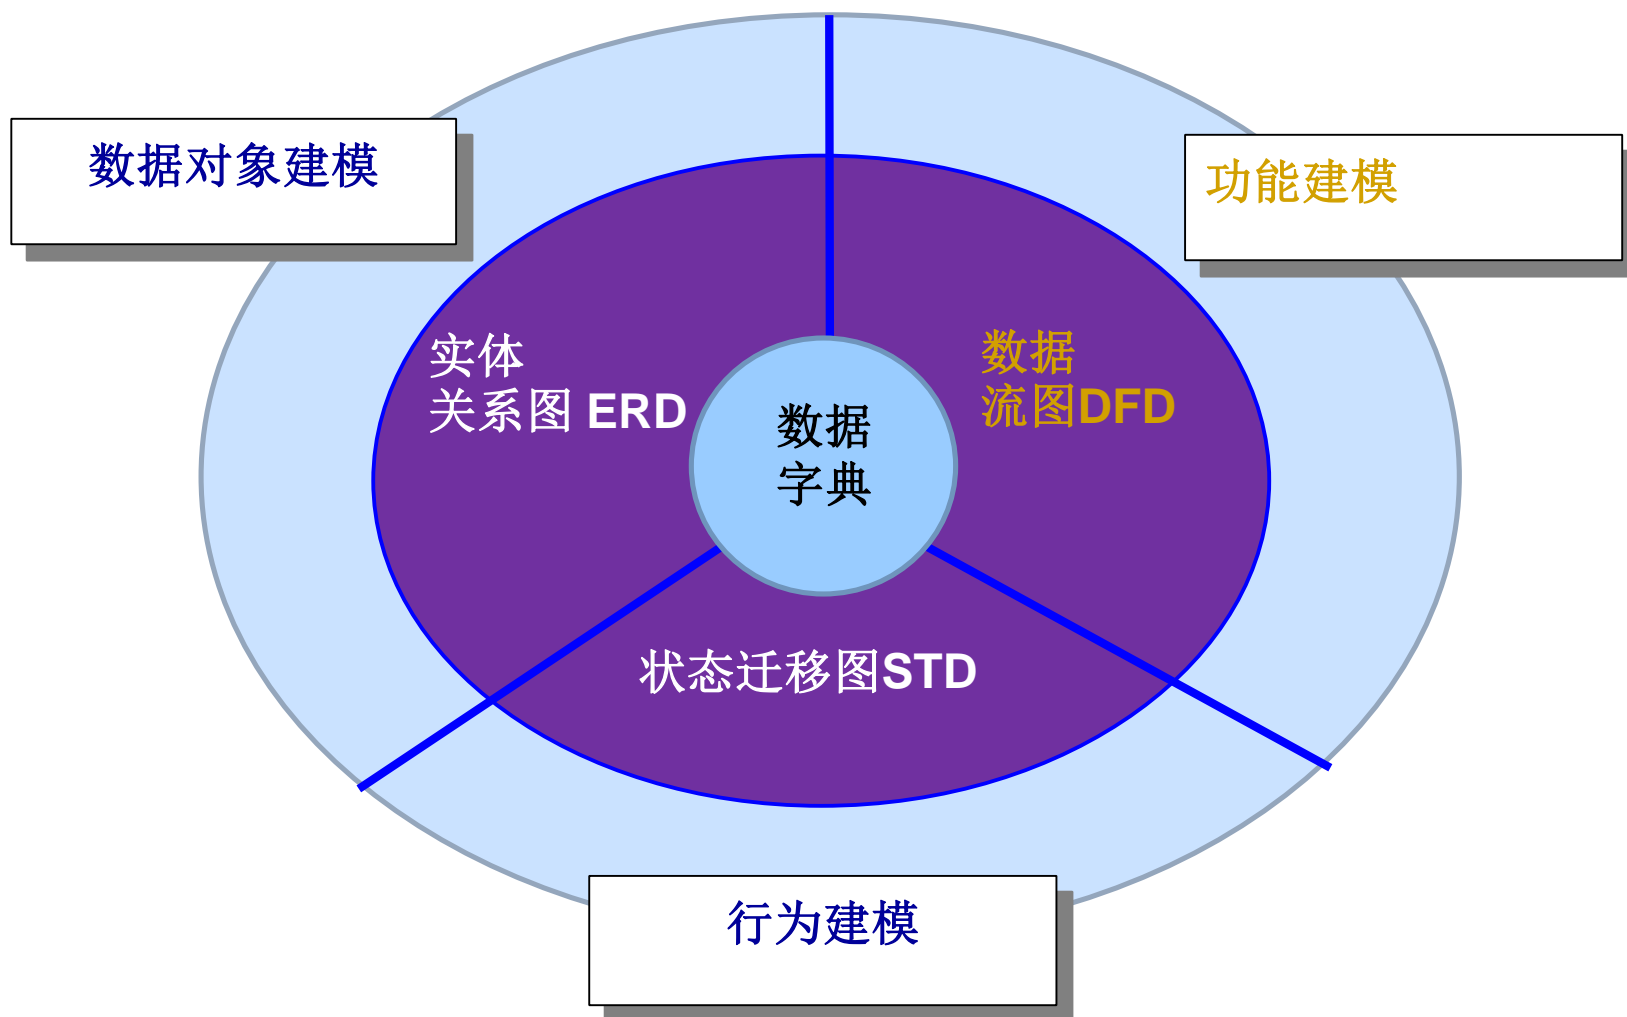 数据对象建模
功能建模
实体
关系图 ERD
数据
流图DFD
数据
字典
状态迁移图STD
行为建模